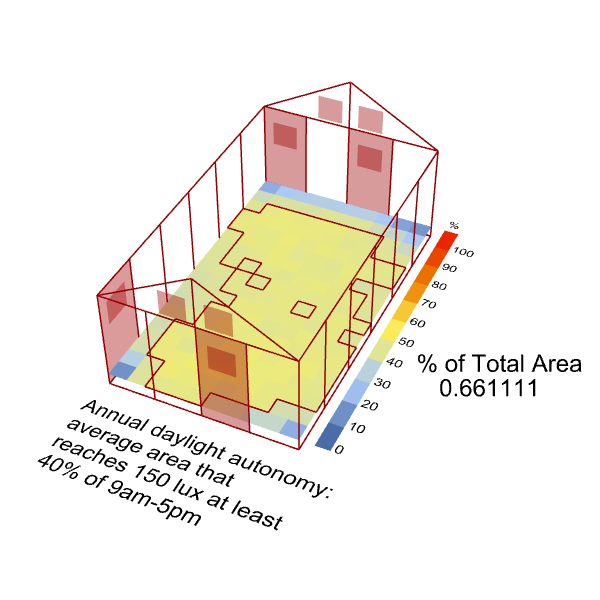 %
100
90
80
70
60
50
40
30
20
10
0
% of Total Area
0.661111
Annual daylight autonomy:
average area that
reaches 150 lux at least
40% of 9am-5pm